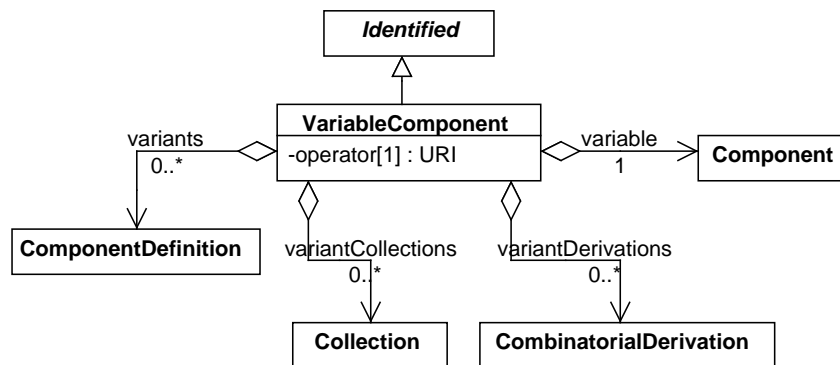 Identified
VariableComponent
-operator[1] : URI
variants
0..*
variable
1
Component
ComponentDefinition
variantCollections
0..*
variantDerivations
0..*
Collection
CombinatorialDerivation